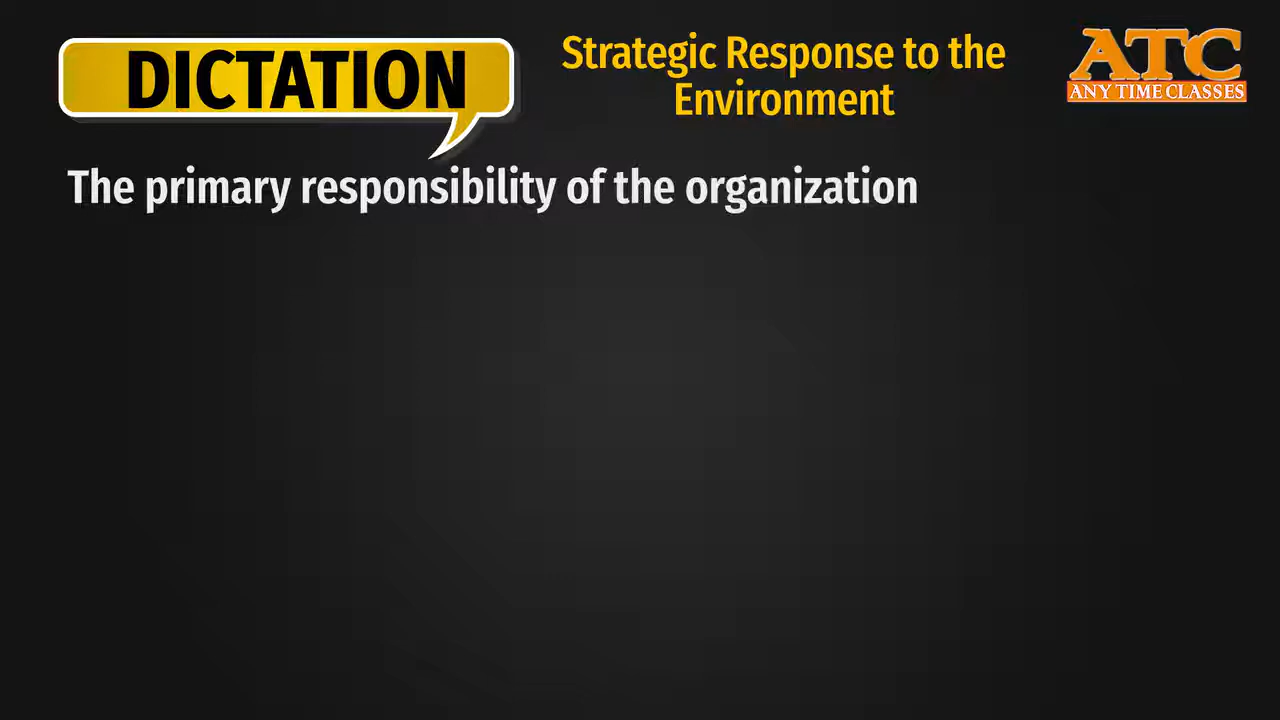 DICTATION
Strategic Response to the
Environment
ATC
ANY TIME CLASSES
The primary responsibility of the organization